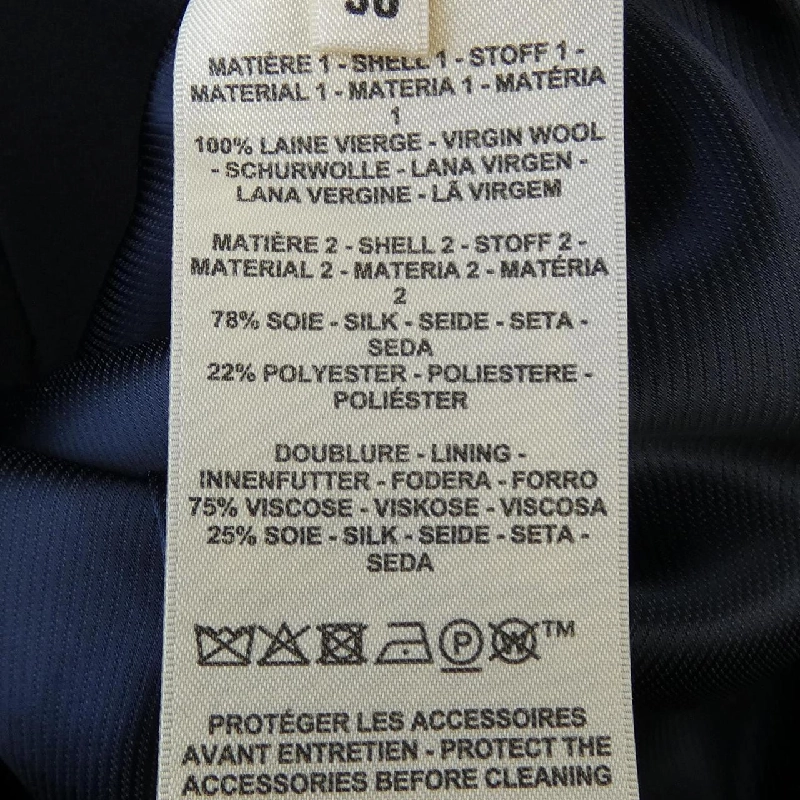 MATIÈRE 1 - SHELL 1 - STOFF 1 -
MATERIAL 1 - MATERIA 1 - MATÉRIA
1
100% LAINE VIERGE - VIRGIN WOOL
- SCHURWOLLE - LANA VIRGEN -
LANA VERGINE - LÃ VIRGEM
MATIÈRE 2 - SHELL 2 - STOFF 2 -
MATERIAL 2 - MATERIA 2 - MATÉRIA
2
78% SOIE - SILK - SEIDE - SETA -
SEDA
22% POLYESTER - POLIESTERE -
POLIÉSTER
DOUBLURE - LINING -
INNENFUTTER - FODERA - FORRO
75% VISCOSE - VISKOSE - VISCOSA
25% SOIE - SILK - SEIDE - SETA -
SEDA
P W TM
PROTÉGER LES ACCESSOIRES
AVANT ENTRETIEN - PROTECT THE
ACCESSORIES BEFORE CLEANING